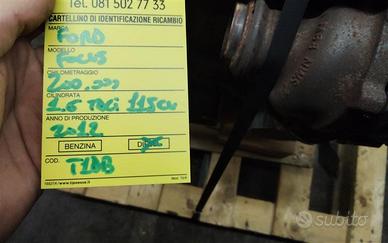 Tel. 081 502 77 33
CARTELLINO DI IDENTIFICAZIONE RICAMBIO
MARCA
FORD
MODELLO
FOCUS
CHILOMETRAGGIO
200.000
CILINDRATA
1.6 TDCi 115CV
ANNO DI PRODUZIONE
2012
BENZINA DIESEL
COD. T1DB
subito